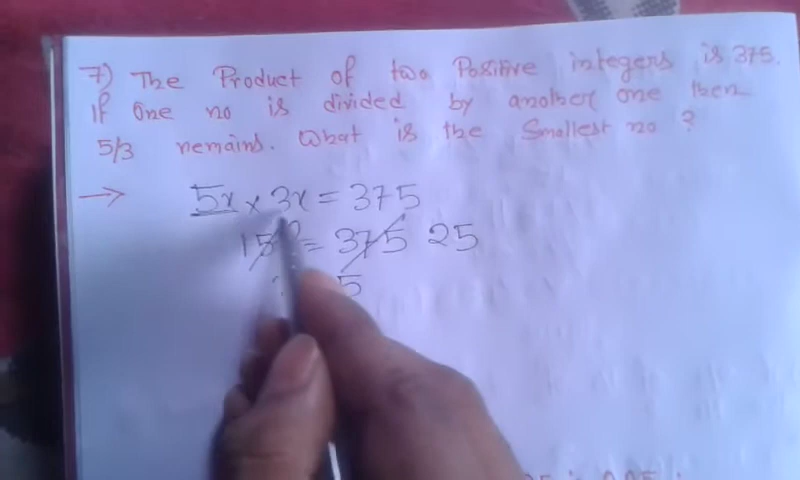 7) The Product of two Positive integers is 375.
If One no is divided by another one then
5/3 remains. What is the Smallest no ?
→ 5x × 3x = 375
= 375 25
5